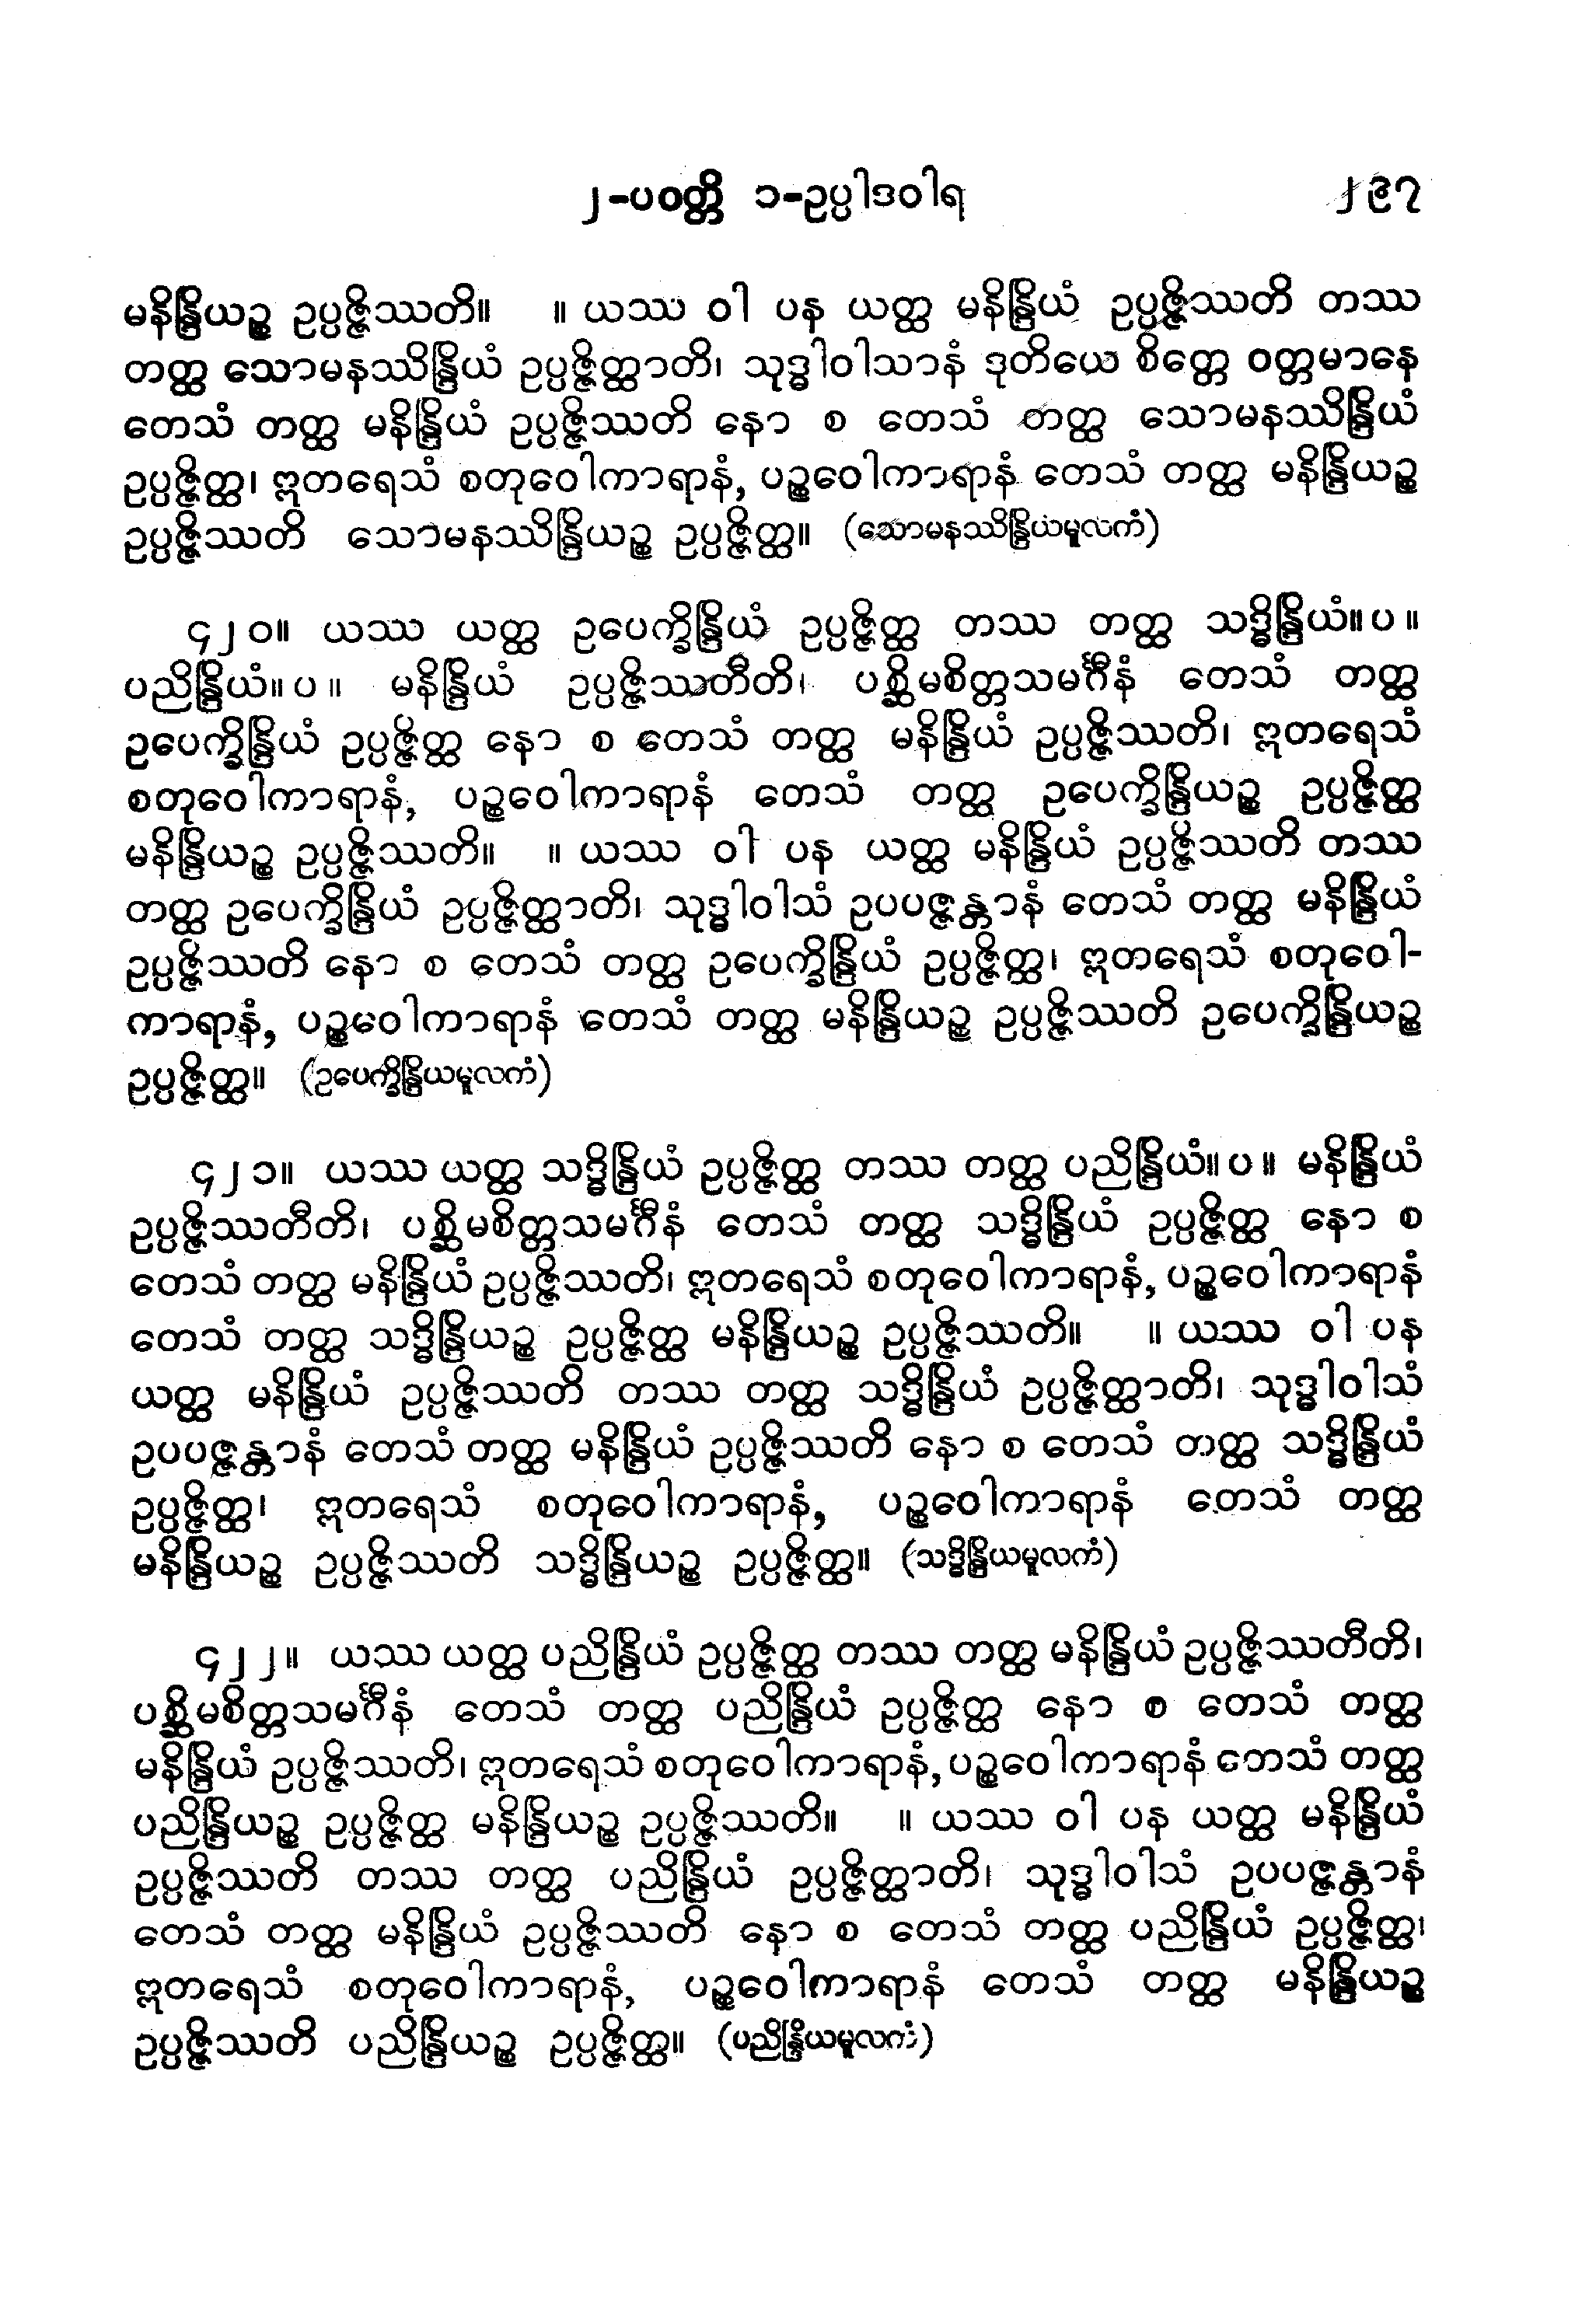 ၂-ပဝတ္တိ ၁-ဥပ္ပါဒဝါရ ၂၉၇
မနိန္ဒြိယဉ္စ ဥပ္ပဇ္ဇိဿတိ။ ။ ယဿ ဝါ ပန ယတ္ထ မနိန္ဒြိယံ ဥပ္ပဇ္ဇိဿတိ တဿ
တတ္ထ သောမနဿိန္ဒြိယံ ဥပ္ပဇ္ဇိတ္ထာတိ၊ သုဒ္ဓါဝါသာနံ ဒုတိယေ စိတ္တေ ဝတ္တမာနေ
တေသံ တတ္ထ မနိန္ဒြိယံ ဥပ္ပဇ္ဇိဿတိ နော စ တေသံ တတ္ထ သောမနဿိန္ဒြိယံ
ဥပ္ပဇ္ဇိတ္ထ၊ ဣတရေသံ စတုဝေါကာရာနံ, ပဉ္စဝေါကာရာနံ တေသံ တတ္ထ မနိန္ဒြိယဉ္စ
ဥပ္ပဇ္ဇိဿတိ သောမနဿိန္ဒြိယဉ္စ ဥပ္ပဇ္ဇိတ္ထ။ (သောမနဿိန္ဒြိယမူလကံ)
၄၂၀။ ယဿ ယတ္ထ ဥပေက္ခိန္ဒြိယံ ဥပ္ပဇ္ဇိတ္ထ တဿ တတ္ထ သဒ္ဓိန္ဒြိယံ။ပ။
ပညိန္ဒြိယံ။ပ။ မနိန္ဒြိယံ ဥပ္ပဇ္ဇိဿတီတိ၊ ပစ္ဆိမစိတ္တသမင်္ဂီနံ တေသံ တတ္ထ
ဥပေက္ခိန္ဒြိယံ ဥပ္ပဇ္ဇိတ္ထ နော စ တေသံ တတ္ထ မနိန္ဒြိယံ ဥပ္ပဇ္ဇိဿတိ၊ ဣတရေသံ
စတုဝေါကာရာနံ, ပဉ္စဝေါကာရာနံ တေသံ တတ္ထ ဥပေက္ခိန္ဒြိယဉ္စ ဥပ္ပဇ္ဇိတ္ထ
မနိန္ဒြိယဉ္စ ဥပ္ပဇ္ဇိဿတိ။ ။ ယဿ ဝါ ပန ယတ္ထ မနိန္ဒြိယံ ဥပ္ပဇ္ဇိဿတိ တဿ
တတ္ထ ဥပေက္ခိန္ဒြိယံ ဥပ္ပဇ္ဇိတ္ထာတိ၊ သုဒ္ဓါဝါသံ ဥပပဇ္ဇန္တာနံ တေသံ တတ္ထ မနိန္ဒြိယံ
ဥပ္ပဇ္ဇိဿတိ နော စ တေသံ တတ္ထ ဥပေက္ခိန္ဒြိယံ ဥပ္ပဇ္ဇိတ္ထ၊ ဣတရေသံ စတုဝေါ-
ကာရာနံ, ပဉ္စဝေါကာရာနံ တေသံ တတ္ထ မနိန္ဒြိယဉ္စ ဥပ္ပဇ္ဇိဿတိ ဥပေက္ခိန္ဒြိယဉ္စ
ဥပ္ပဇ္ဇိတ္ထ။ (ဥပေက္ခိန္ဒြိယမူလကံ)
၄၂၁။ ယဿ ယတ္ထ သဒ္ဓိန္ဒြိယံ ဥပ္ပဇ္ဇိတ္ထ တဿ တတ္ထ ပညိန္ဒြိယံ။ပ။ မနိန္ဒြိယံ
ဥပ္ပဇ္ဇိဿတီတိ၊ ပစ္ဆိမစိတ္တသမင်္ဂီနံ တေသံ တတ္ထ သဒ္ဓိန္ဒြိယံ ဥပ္ပဇ္ဇိတ္ထ နော စ
တေသံ တတ္ထ မနိန္ဒြိယံ ဥပ္ပဇ္ဇိဿတိ၊ ဣတရေသံ စတုဝေါကာရာနံ, ပဉ္စဝေါကာရာနံ
တေသံ တတ္ထ သဒ္ဓိန္ဒြိယဉ္စ ဥပ္ပဇ္ဇိတ္ထ မနိန္ဒြိယဉ္စ ဥပ္ပဇ္ဇိဿတိ။ ။ ယဿ ဝါ ပန
ယတ္ထ မနိန္ဒြိယံ ဥပ္ပဇ္ဇိဿတိ တဿ တတ္ထ သဒ္ဓိန္ဒြိယံ ဥပ္ပဇ္ဇိတ္ထာတိ၊ သုဒ္ဓါဝါသံ
ဥပပဇ္ဇန္တာနံ တေသံ တတ္ထ မနိန္ဒြိယံ ဥပ္ပဇ္ဇိဿတိ နော စ တေသံ တတ္ထ သဒ္ဓိန္ဒြိယံ
ဥပ္ပဇ္ဇိတ္ထ၊ ဣတရေသံ စတုဝေါကာရာနံ, ပဉ္စဝေါကာရာနံ တေသံ တတ္ထ
မနိန္ဒြိယဉ္စ ဥပ္ပဇ္ဇိဿတိ သဒ္ဓိန္ဒြိယဉ္စ ဥပ္ပဇ္ဇိတ္ထ။ (သဒ္ဓိန္ဒြိယမူလကံ)
၄၂၂။ ယဿ ယတ္ထ ပညိန္ဒြိယံ ဥပ္ပဇ္ဇိတ္ထ တဿ တတ္ထ မနိန္ဒြိယံ ဥပ္ပဇ္ဇိဿတီတိ၊
ပစ္ဆိမစိတ္တသမင်္ဂီနံ တေသံ တတ္ထ ပညိန္ဒြိယံ ဥပ္ပဇ္ဇိတ္ထ နော စ တေသံ တတ္ထ
မနိန္ဒြိယံ ဥပ္ပဇ္ဇိဿတိ၊ ဣတရေသံ စတုဝေါကာရာနံ, ပဉ္စဝေါကာရာနံ တေသံ တတ္ထ
ပညိန္ဒြိယဉ္စ ဥပ္ပဇ္ဇိတ္ထ မနိန္ဒြိယဉ္စ ဥပ္ပဇ္ဇိဿတိ။ ။ ယဿ ဝါ ပန ယတ္ထ မနိန္ဒြိယံ
ဥပ္ပဇ္ဇိဿတိ တဿ တတ္ထ ပညိန္ဒြိယံ ဥပ္ပဇ္ဇိတ္ထာတိ၊ သုဒ္ဓါဝါသံ ဥပပဇ္ဇန္တာနံ
တေသံ တတ္ထ မနိန္ဒြိယံ ဥပ္ပဇ္ဇိဿတိ နော စ တေသံ တတ္ထ ပညိန္ဒြိယံ ဥပ္ပဇ္ဇိတ္ထ၊
ဣတရေသံ စတုဝေါကာရာနံ, ပဉ္စဝေါကာရာနံ တေသံ တတ္ထ မနိန္ဒြိယဉ္စ
ဥပ္ပဇ္ဇိဿတိ ပညိန္ဒြိယဉ္စ ဥပ္ပဇ္ဇိတ္ထ။ (ပညိန္ဒြိယမူလကံ)